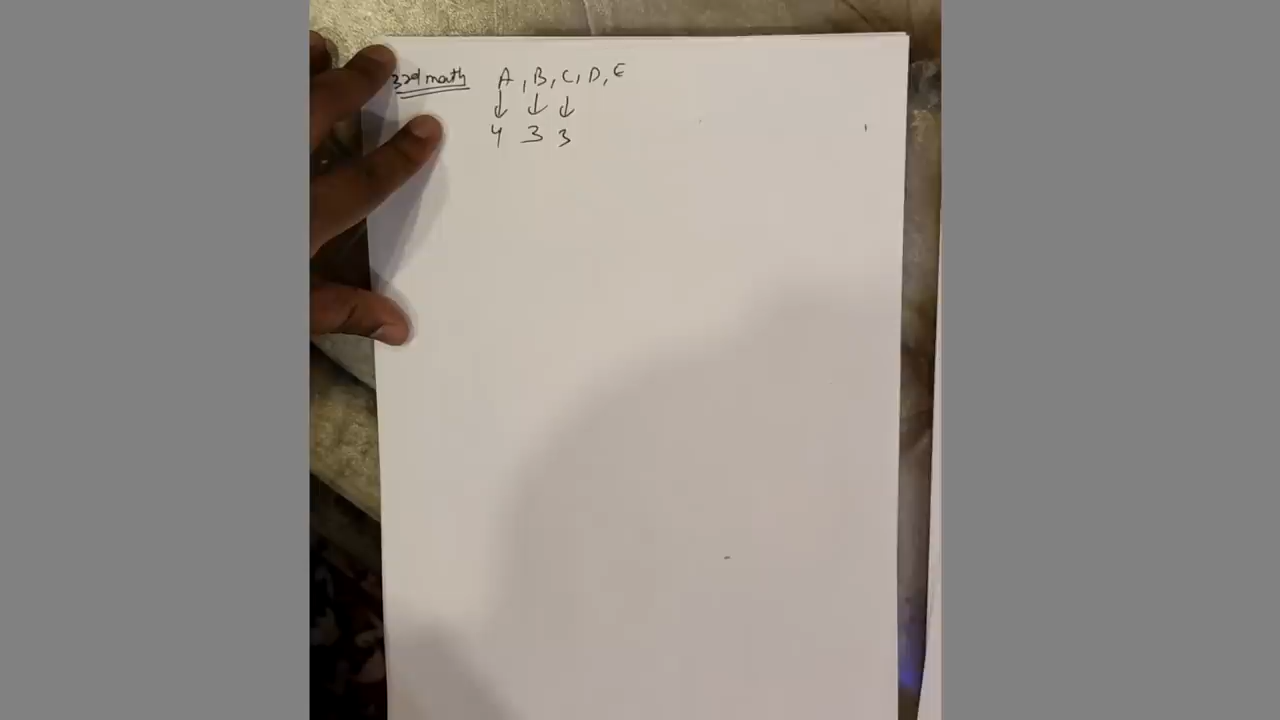 3rd math A, B, C, D, E
↓ ↓ ↓
4 3 3